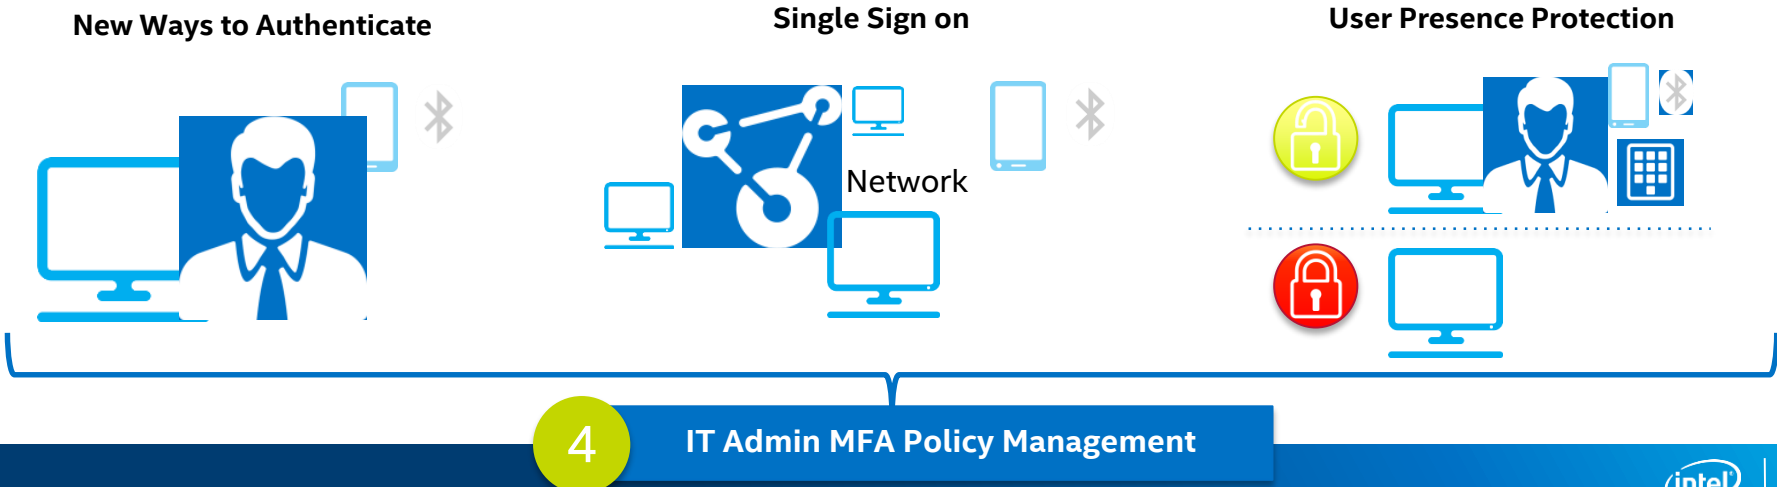 New Ways to Authenticate
Single Sign on
User Presence Protection
Network
4
IT Admin MFA Policy Management
intel